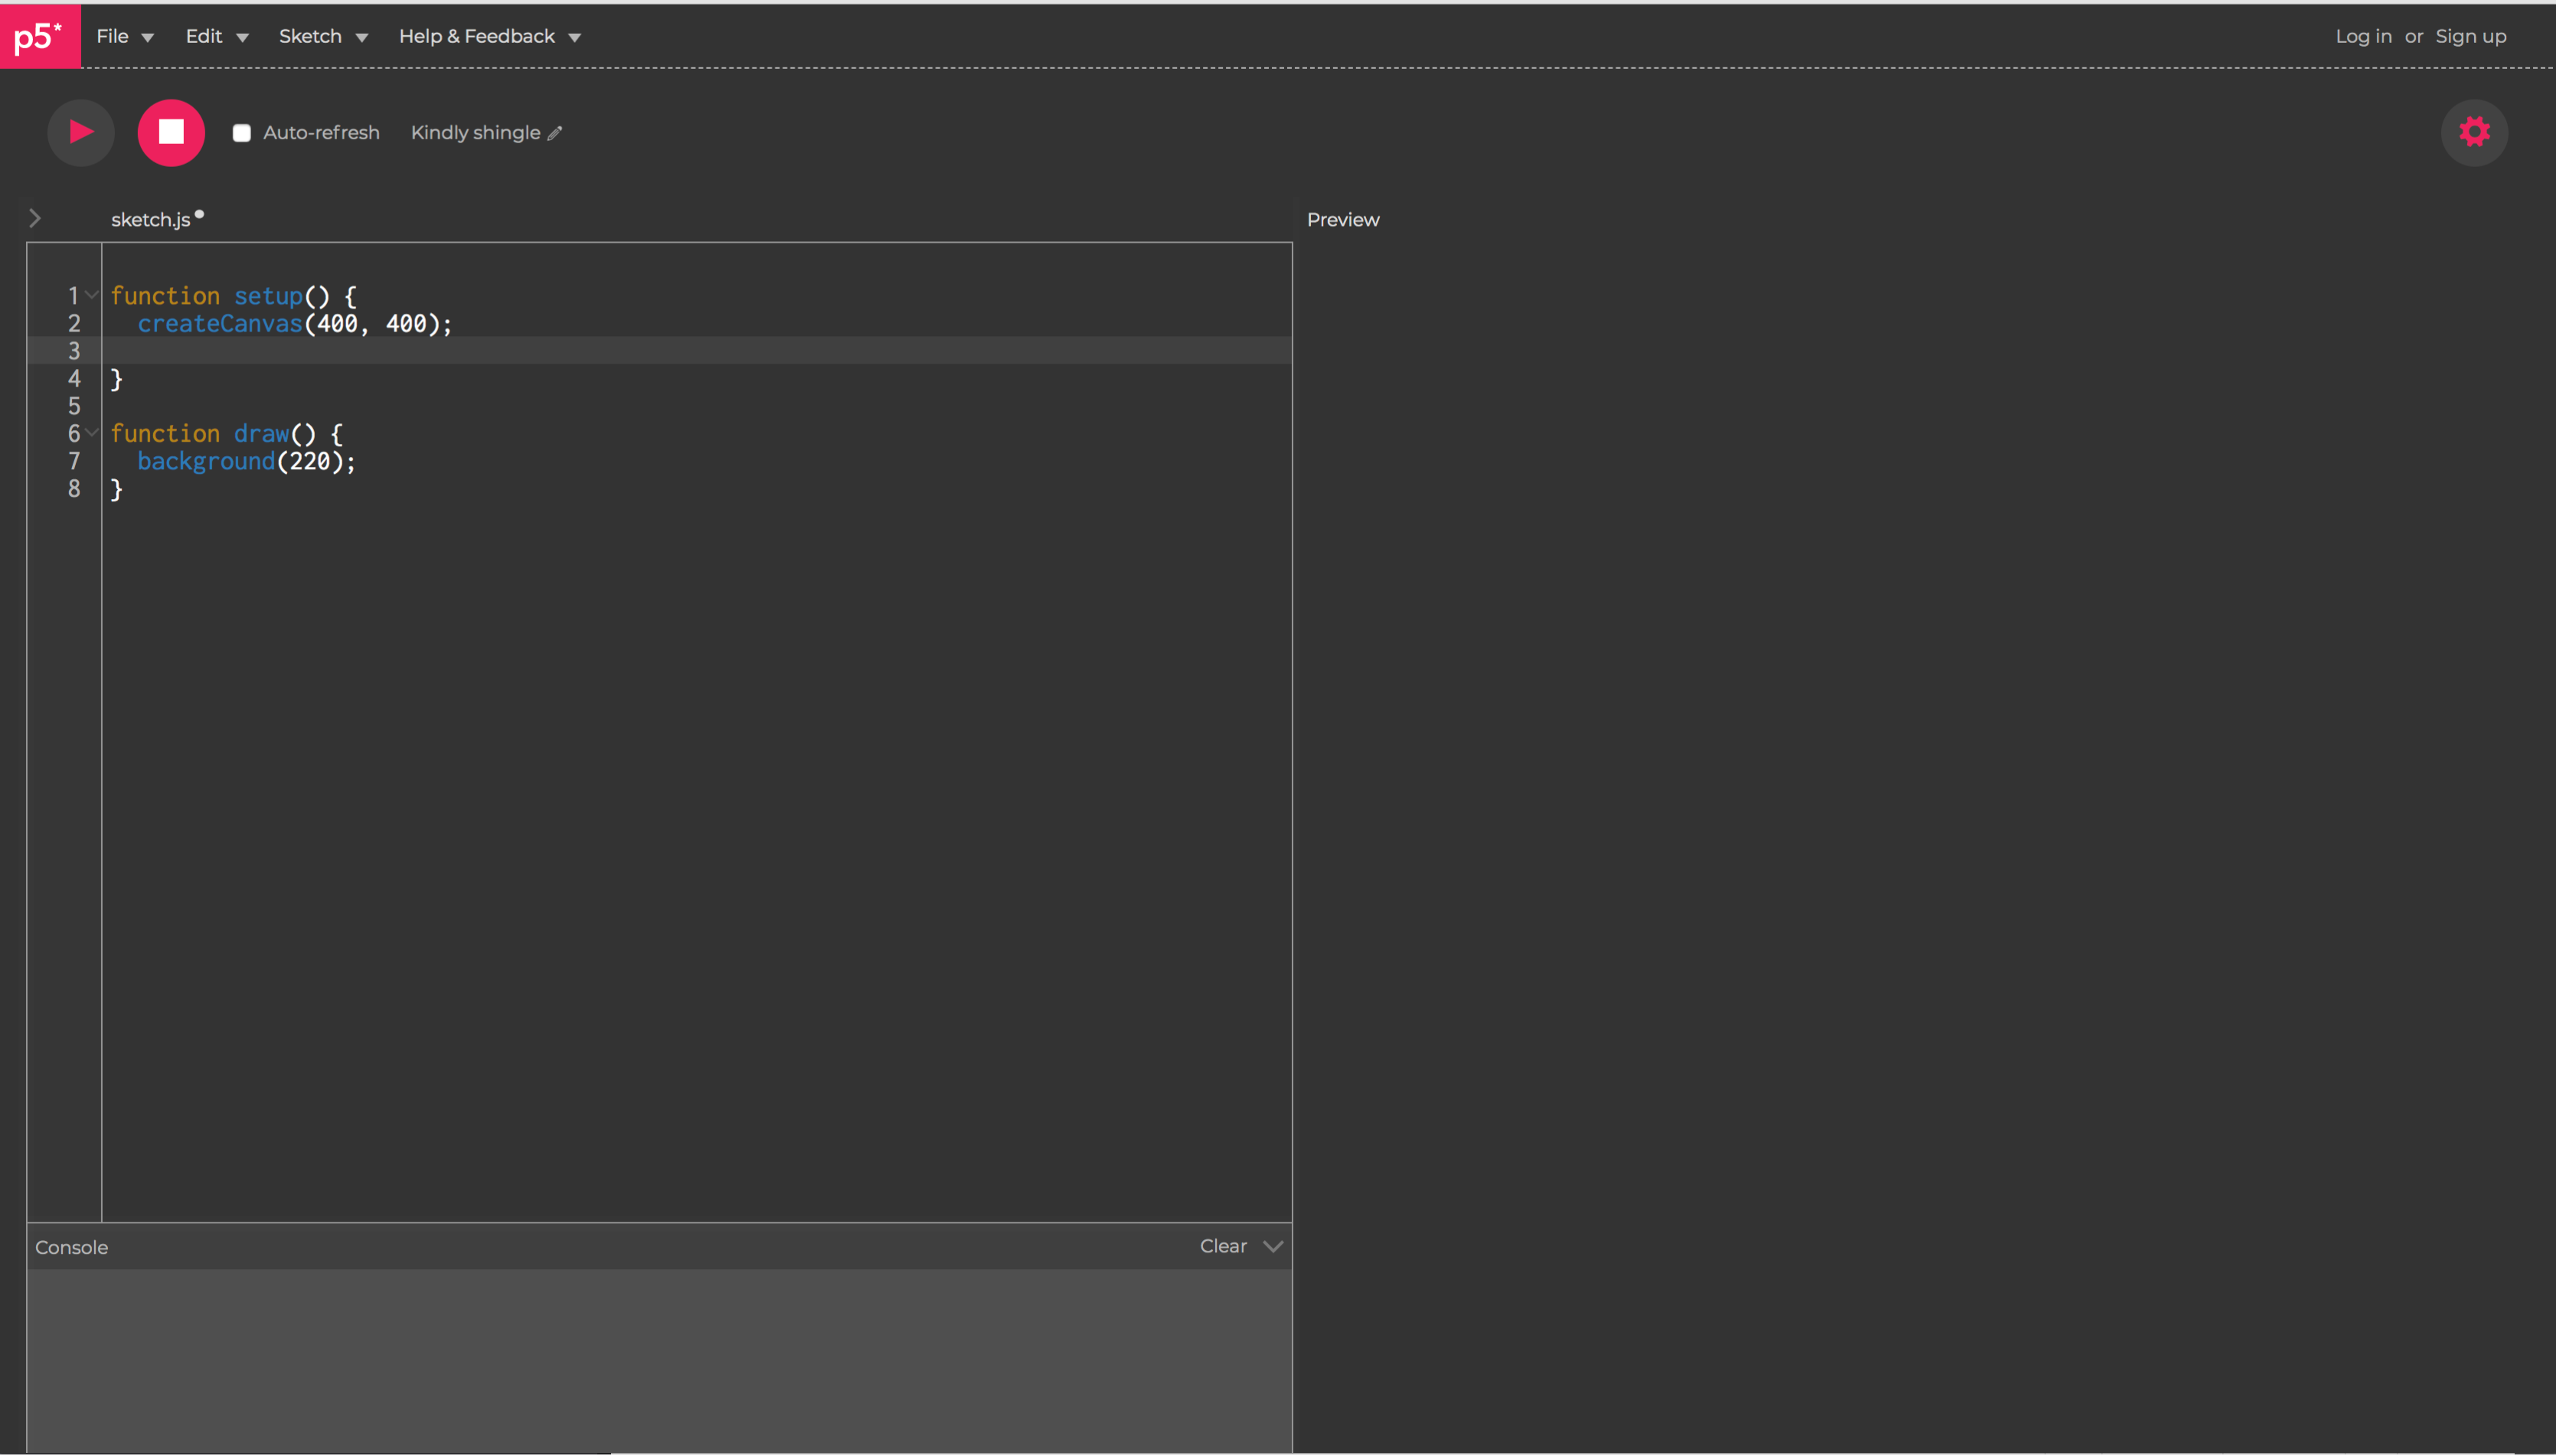 p5* File Edit Sketch Help & Feedback Log in or Sign up
Auto-refresh Kindly shingle
sketch.js Preview
1 function setup() {
2   createCanvas(400, 400);
3
4 }
5
6 function draw() {
7   background(220);
8 }
Console Clear